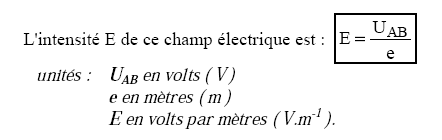 L'intensité E de ce champ électrique est : E = U_AB / e
unités : U_AB en volts ( V )
e en mètres ( m )
E en volts par mètres ( V.m⁻¹ ).